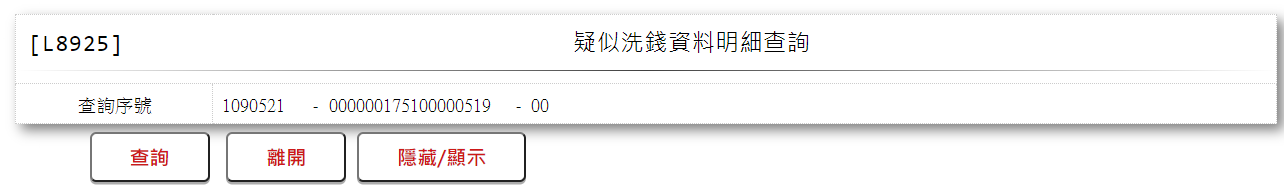 [L8925] 疑似洗錢資料明細查詢
查詢序號 1090521 - 000000175100000519 - 00
查詢 離開 隱藏/顯示